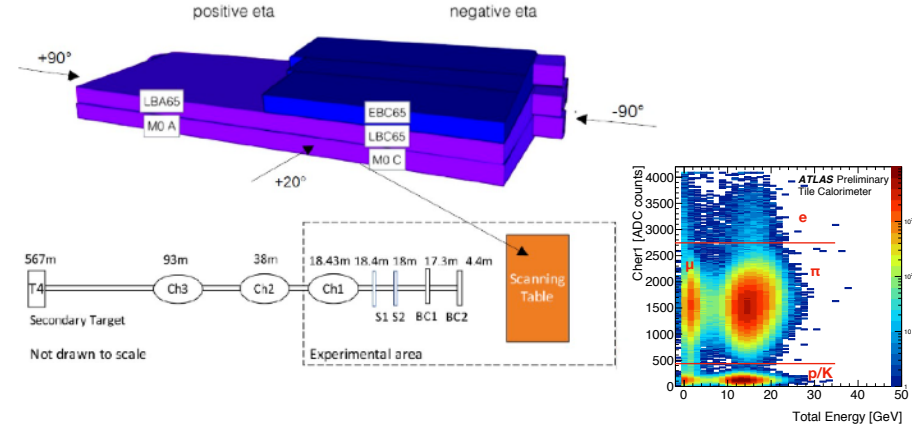 positive eta
negative eta
+90°
-90°
LBA65
M0 A
EBC65
LBC65
M0 C
+20°
567m
93m
38m
18.43m 18.4m 18m 17.3m 4.4m
T4
Ch3
Ch2
Ch1
S1 S2 BC1 BC2
Scanning
Table
Secondary Target
Not drawn to scale
Experimental area
Cher1 [ADC counts]
4000
3500
3000
2500
2000
1500
1000
500
0
ATLAS Preliminary
Tile Calorimeter
e
μ
π
p/K
0 10 20 30 40 50
Total Energy [GeV]